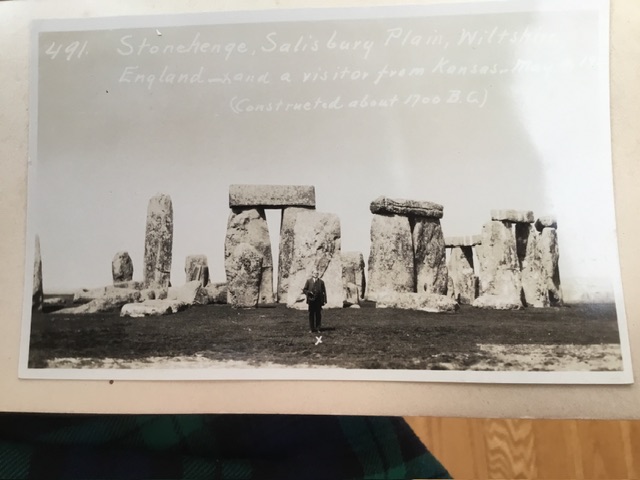 491. Stonehenge, Salisbury Plain, Wiltshire
England — and a visitor from Kansas,
(Constructed about 1700 B.C.)
x